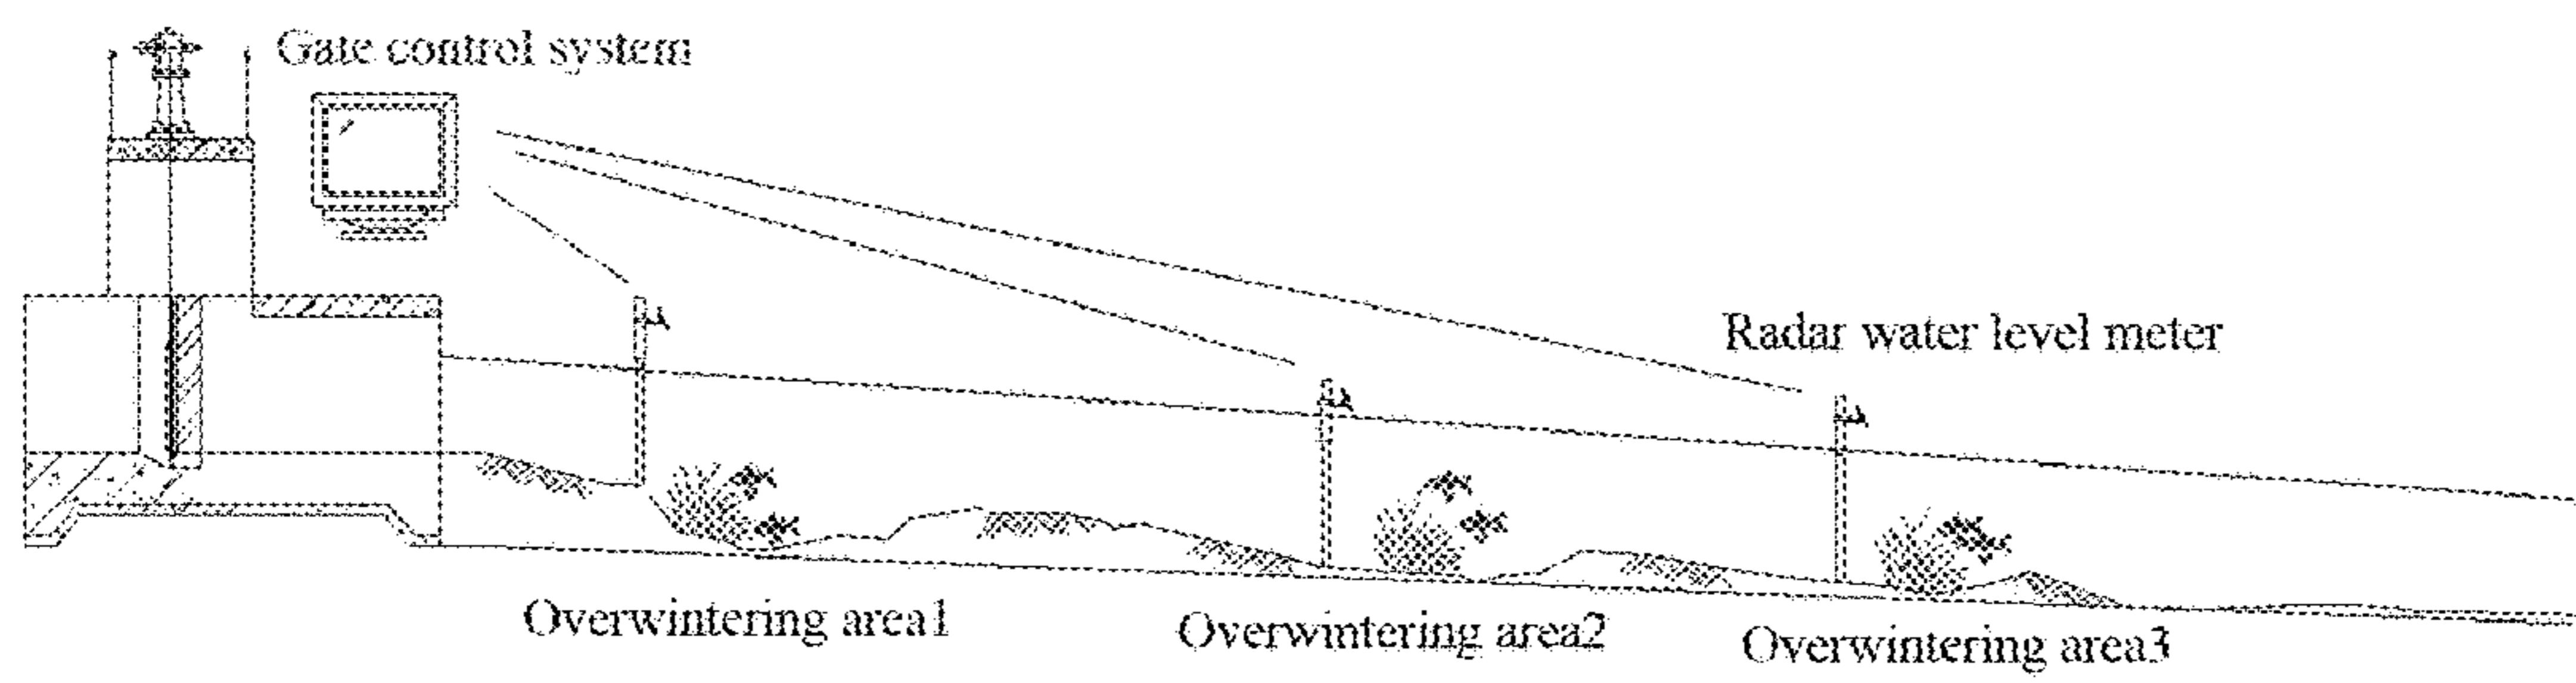 Gate control system
Radar water level meter
Overwintering area1
Overwintering area2
Overwintering area3